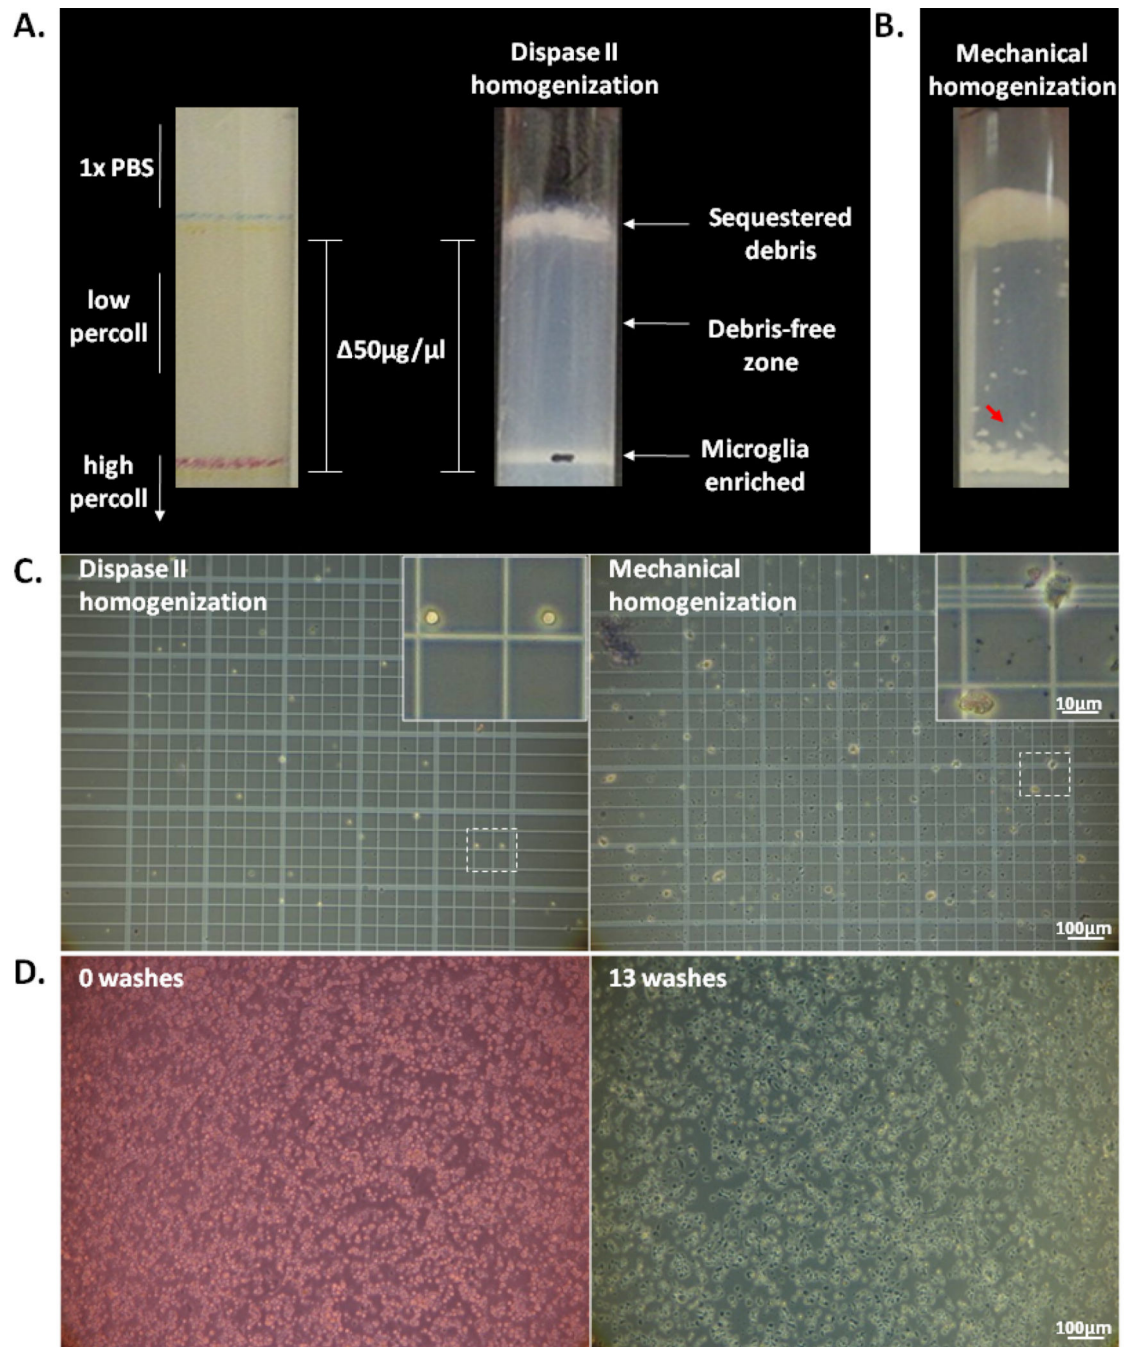 A.
Dispase II
homogenization
1x PBS
low
percoll
high
percoll
Δ50µg/µl
Sequestered
debris
Debris-free
zone
Microglia
enriched
B.
Mechanical
homogenization
C.
Dispase II
homogenization
Mechanical
homogenization
10µm
100µm
D.
0 washes
13 washes
100µm